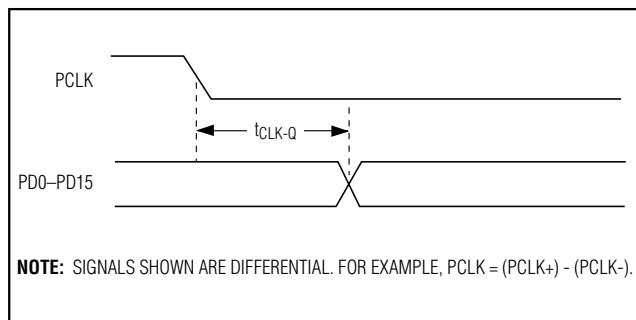 PCLK
tCLK-Q
PD0–PD15
NOTE: SIGNALS SHOWN ARE DIFFERENTIAL. FOR EXAMPLE, PCLK = (PCLK+) - (PCLK-).